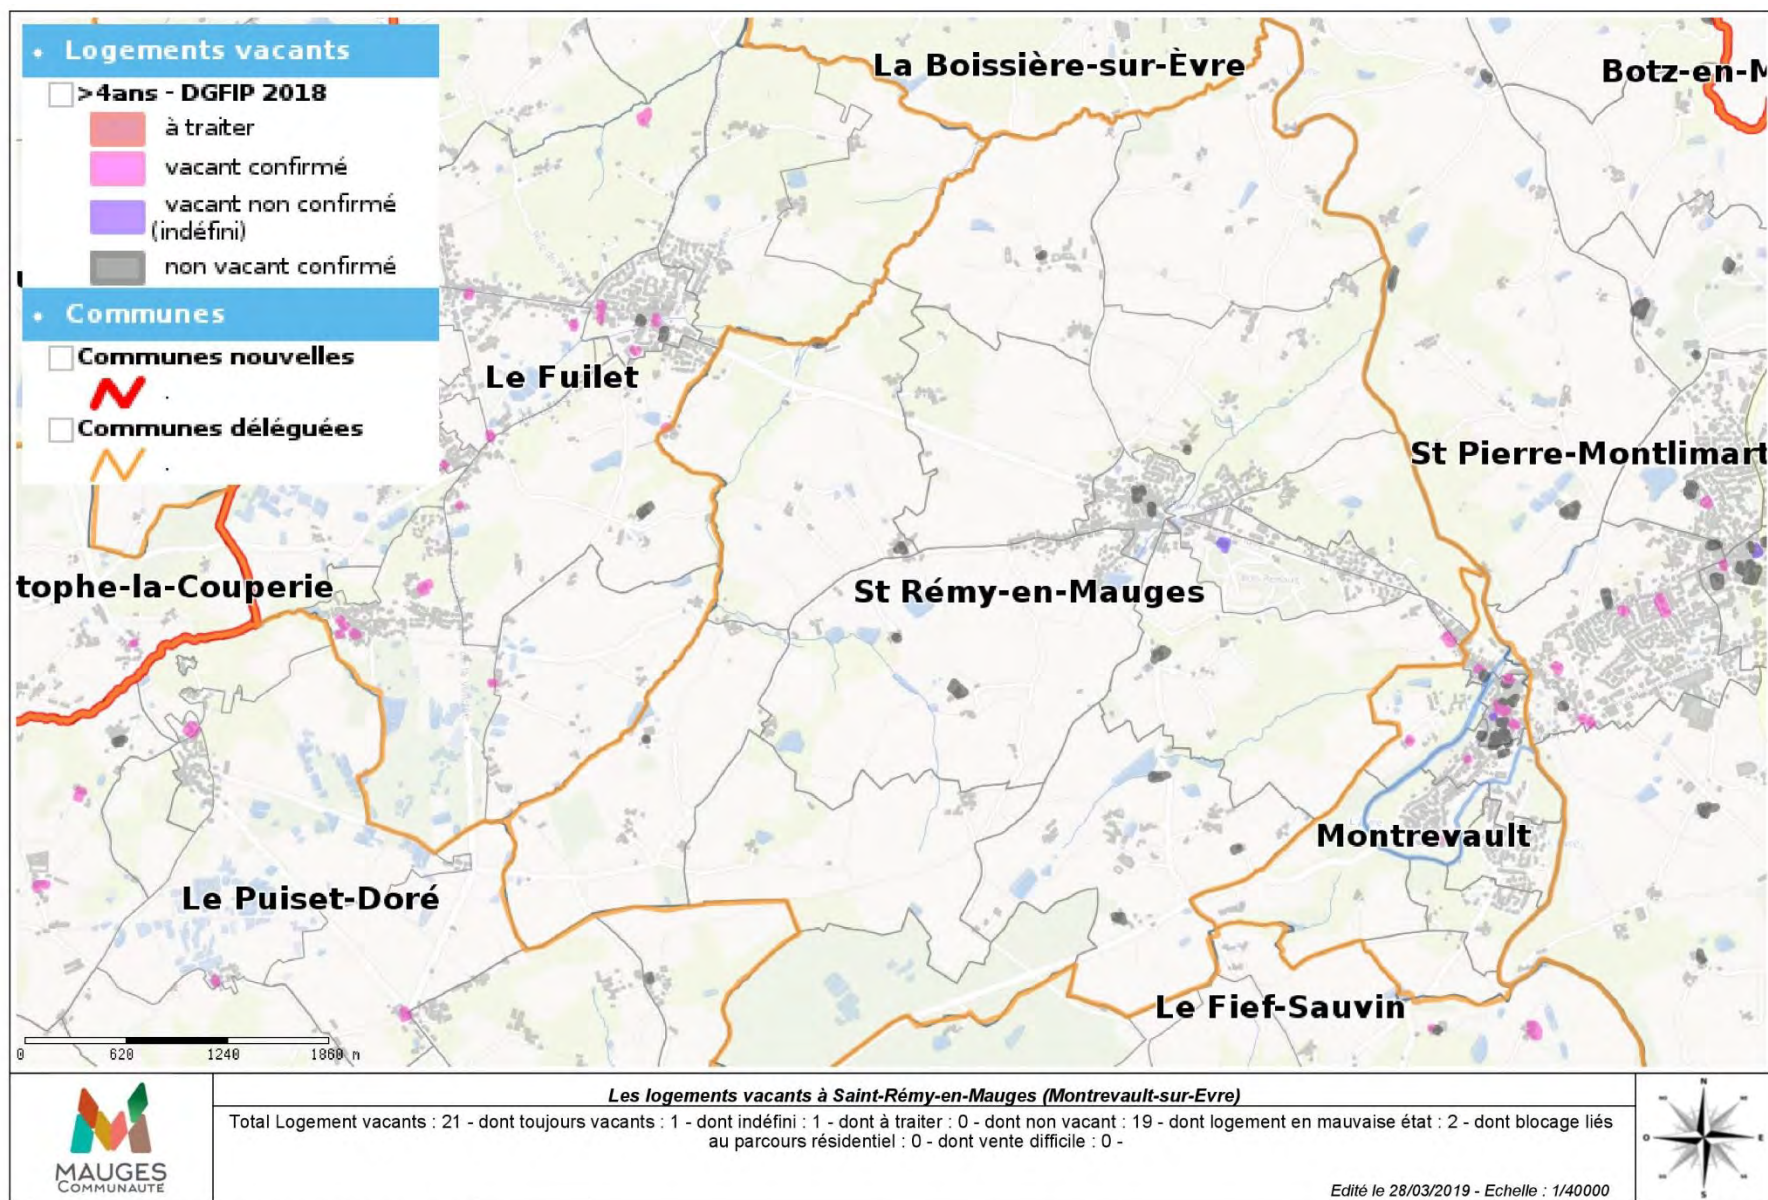 Logements vacants
>4ans - DGFIP 2018
à traiter
vacant confirmé
vacant non confirmé
(indéfini)
non vacant confirmé
Communes
Communes nouvelles
.
Communes déléguées
.
La Boissière-sur-Èvre
Botz-en-M
Le Fuilet
St Pierre-Montlimart
tophe-la-Couperie
St Rémy-en-Mauges
Montrevault
Le Puiset-Doré
Le Fief-Sauvin
0 620 1240 1860 m
MAUGES
COMMUNAUTÉ
Les logements vacants à Saint-Rémy-en-Mauges (Montrevault-sur-Evre)
Total Logement vacants : 21 - dont toujours vacants : 1 - dont indéfini : 1 - dont à traiter : 0 - dont non vacant : 19 - dont logement en mauvaise état : 2 - dont blocage liés
au parcours résidentiel : 0 - dont vente difficile : 0 -
Edité le 28/03/2019 - Echelle : 1/40000
N
O E
S